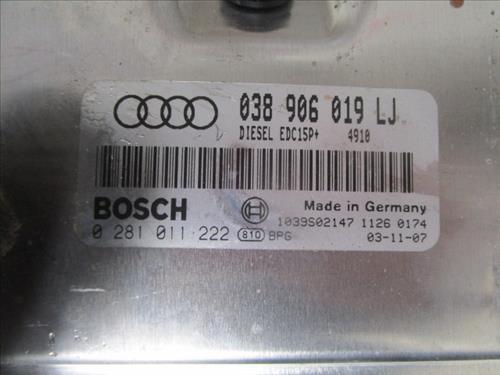 038 906 019 LJ
DIESEL EDC15P+ 4910
BOSCH
Made in Germany
1039S02147 1126 0174
0 281 011 222 810 BPG 03-11-07